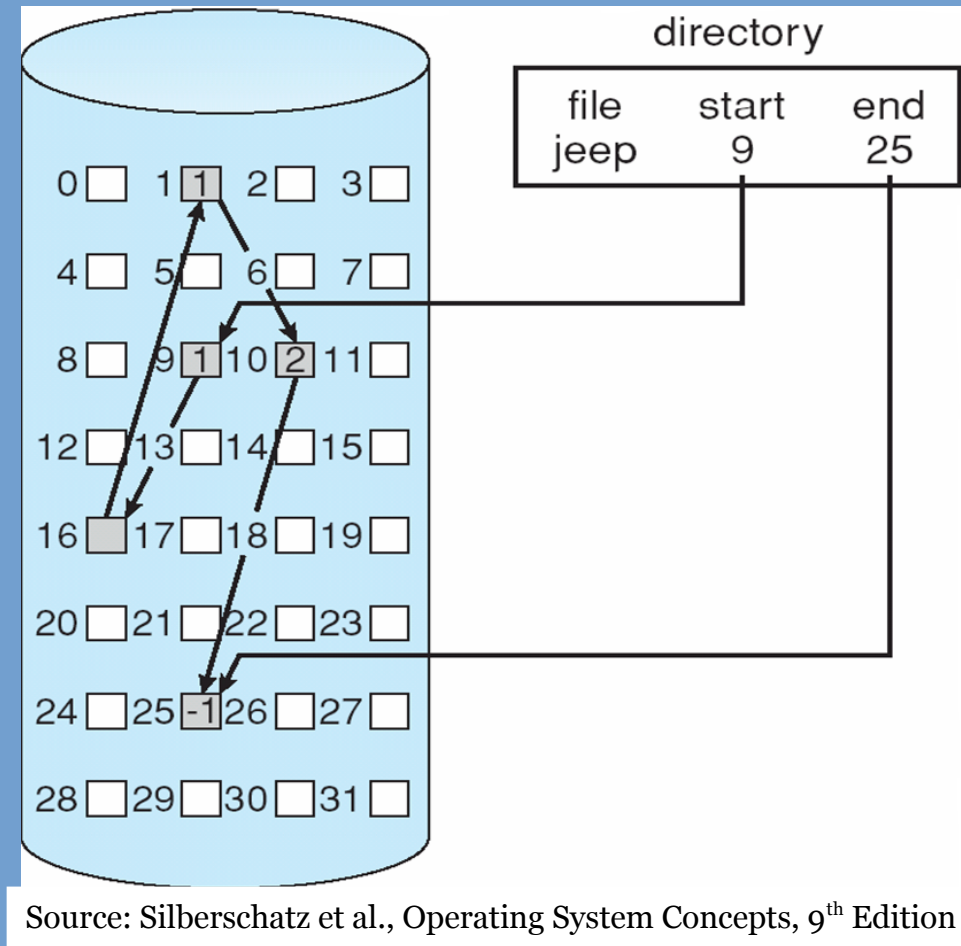 directory
file start end
jeep 9 25
0 1 1 2 3
4 5 6 7
8 9 1 10 2 11
12 13 14 15
16 17 18 19
20 21 22 23
24 25 -1 26 27
28 29 30 31
Source: Silberschatz et al., Operating System Concepts, 9th Edition